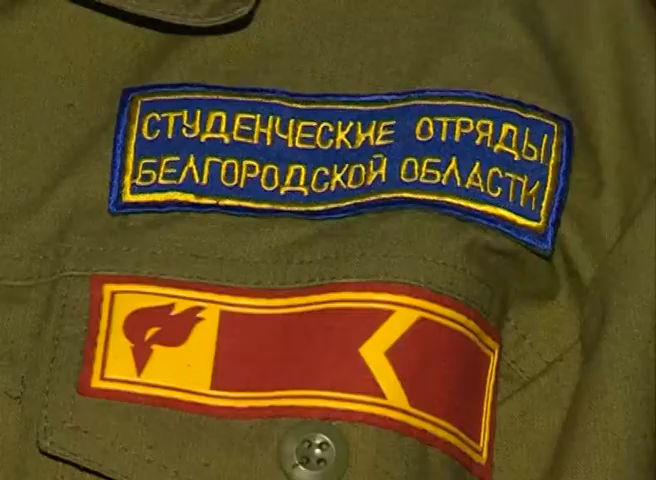 СТУДЕНЧЕСКИЕ ОТРЯДЫ
БЕЛГОРОДСКОЙ ОБЛАСТИ